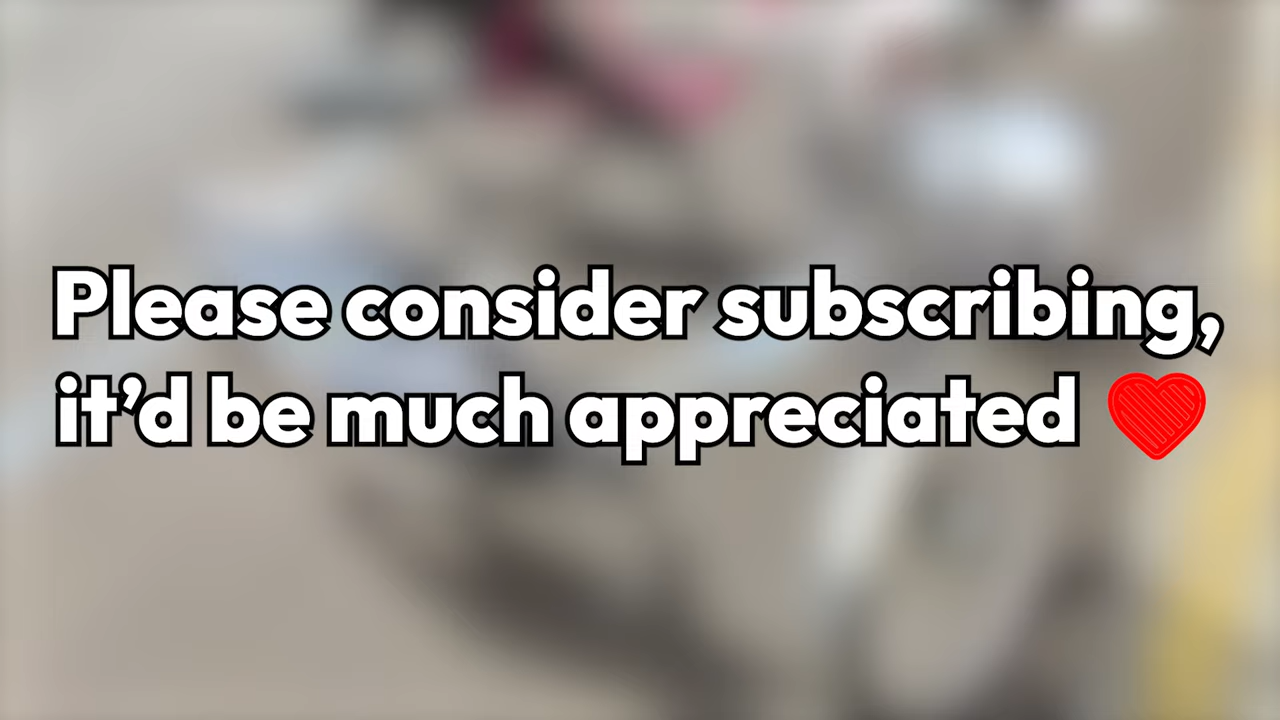 Please consider subscribing,
it’d be much appreciated ❤️